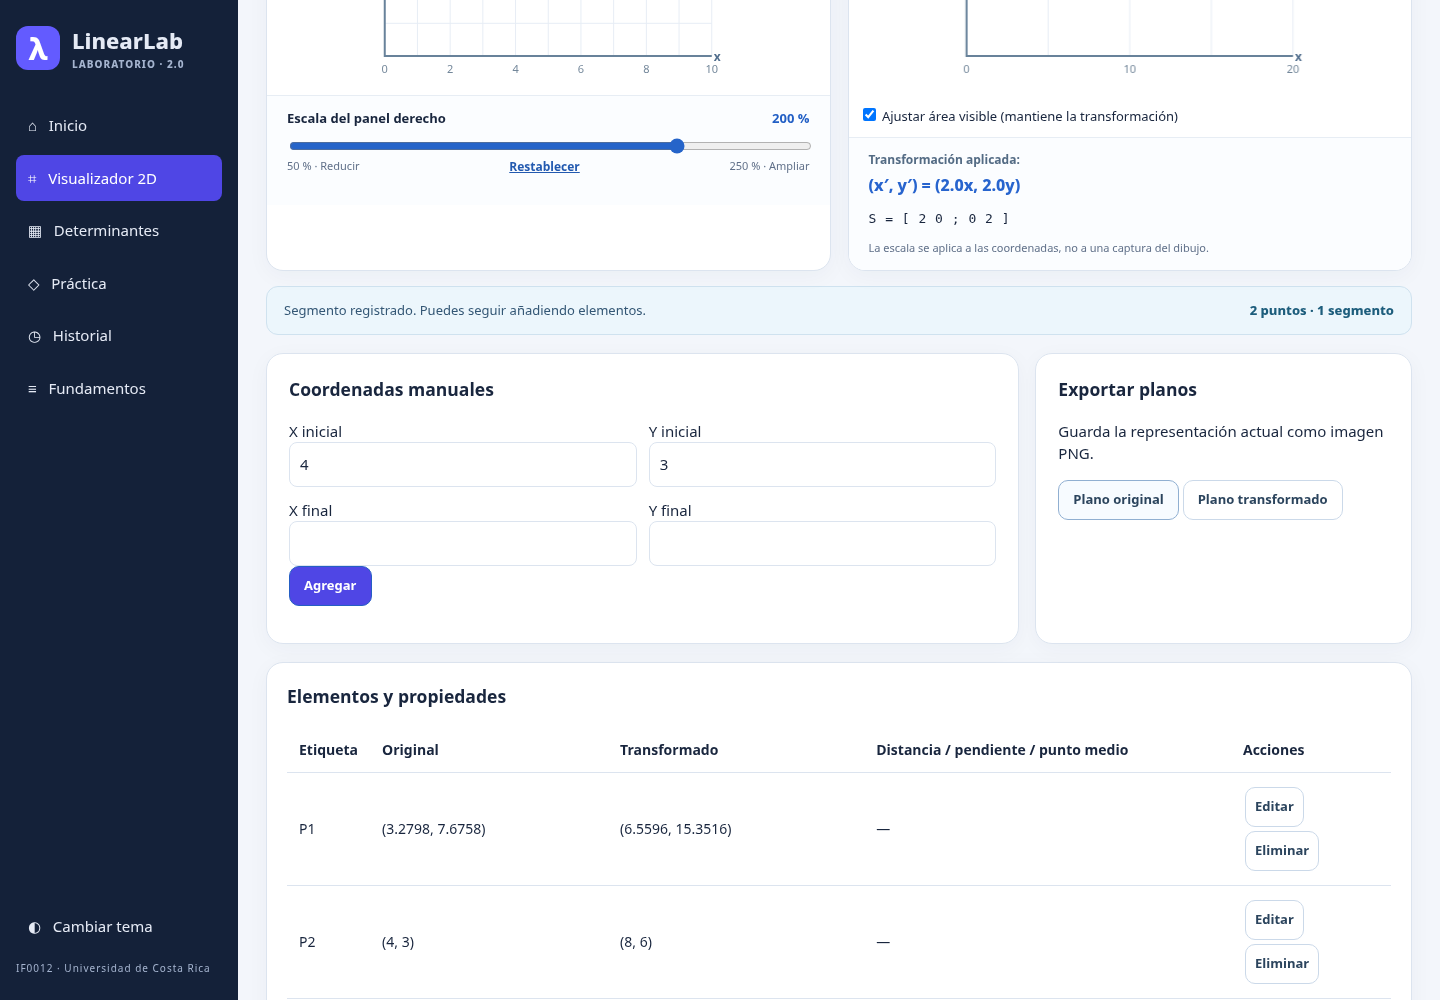 λ LinearLab
LABORATORIO · 2.0
⌂ Inicio
⌗ Visualizador 2D
▦ Determinantes
◇ Práctica
◷ Historial
≡ Fundamentos
◐ Cambiar tema
IF0012 · Universidad de Costa Rica
x
0 2 4 6 8 10
Escala del panel derecho 200 %
50 % · Reducir Restablecer 250 % · Ampliar
x
0 10 20
Ajustar área visible (mantiene la transformación)
Transformación aplicada:
(x′, y′) = (2.0x, 2.0y)
S = [ 2 0 ; 0 2 ]
La escala se aplica a las coordenadas, no a una captura del dibujo.
Segmento registrado. Puedes seguir añadiendo elementos. 2 puntos · 1 segmento
Coordenadas manuales
X inicial Y inicial
4 3
X final Y final
Agregar
Exportar planos
Guarda la representación actual como imagen
PNG.
Plano original Plano transformado
Elementos y propiedades
Etiqueta Original Transformado Distancia / pendiente / punto medio Acciones
P1 (3.2798, 7.6758) (6.5596, 15.3516) — Editar
Eliminar
P2 (4, 3) (8, 6) — Editar
Eliminar